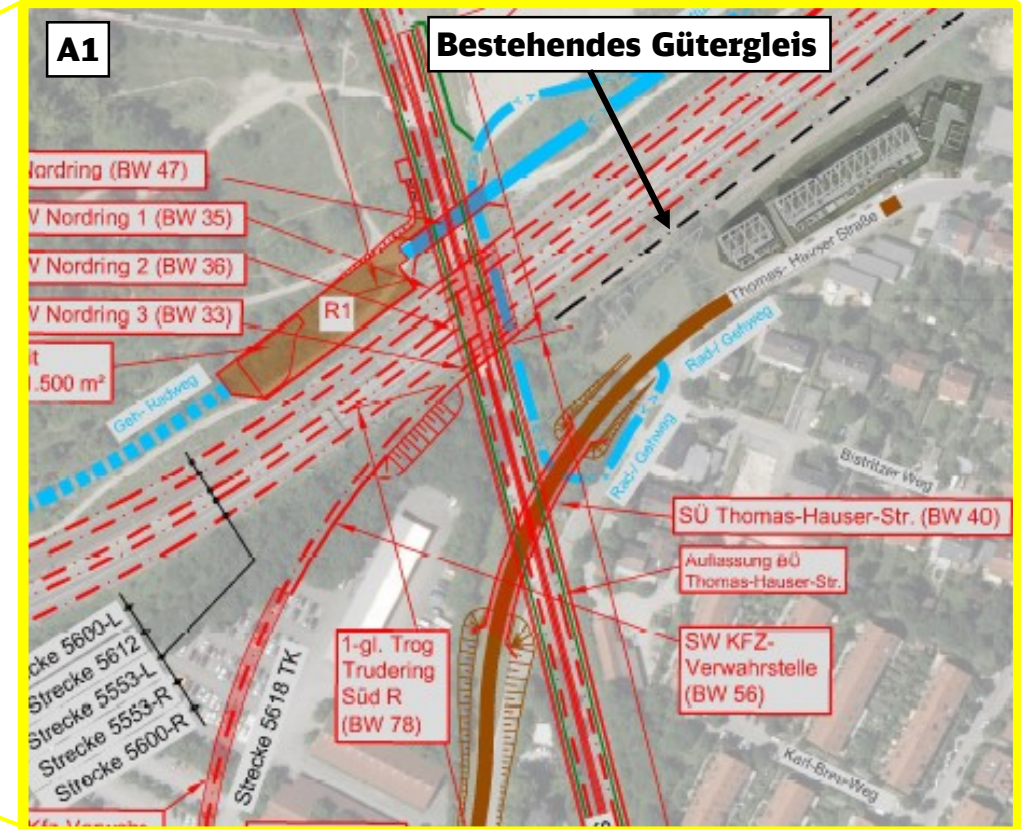 A1
Bestehendes Gütergleis
Nordring (BW 47)
W Nordring 1 (BW 35)
W Nordring 2 (BW 36)
W Nordring 3 (BW 33)
R1
1.500 m²
Geh- Radweg
Thomas- Hauser Straße
Rad-/ Gehweg
Rad-/ Gehweg
Bistritzer Weg
SÜ Thomas-Hauser-Str. (BW 40)
Auflassung BÜ
Thomas-Hauser-Str.
SW KFZ-
Verwahrstelle
(BW 56)
1-gl. Trog
Trudering
Süd R
(BW 78)
cke 5600-L
Strecke 5612
Strecke 5553-L
Strecke 5553-R
Strecke 5600-R
Strecke 5618 TK
Karl-Breu-Weg